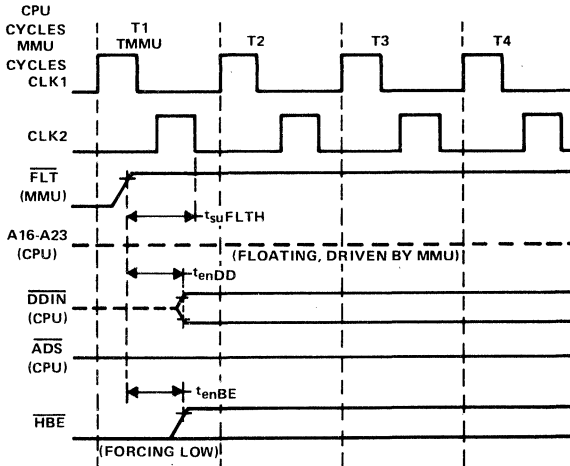 CPU
CYCLES
MMU
CYCLES
CLK1
T1
TMMU
T2
T3
T4
CLK2
FLT
(MMU)
tsuFLTH
A16-A23
(CPU)
(FLOATING, DRIVEN BY MMU)
tenDD
DDIN
(CPU)
ADS
(CPU)
tenBE
HBE
(FORCING LOW)